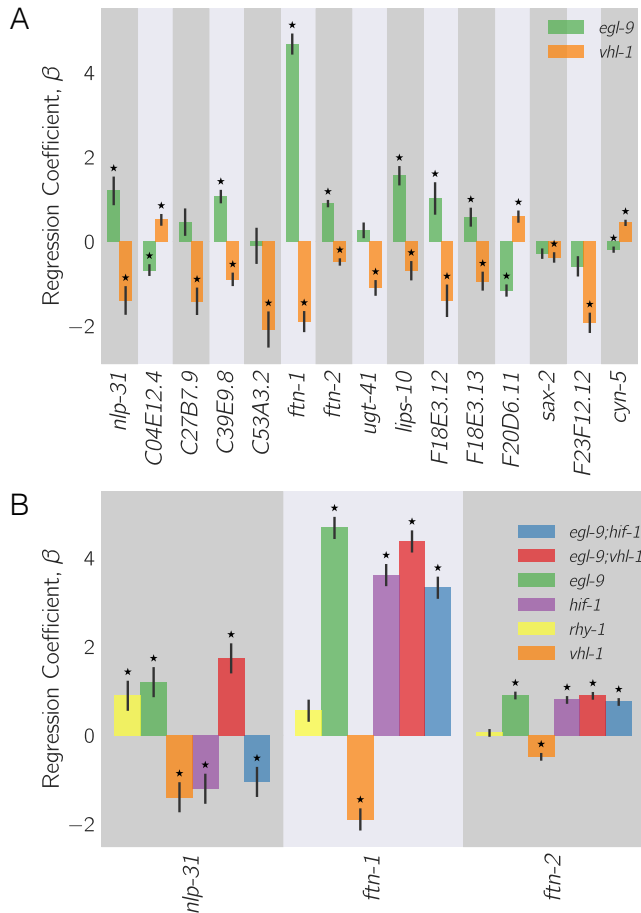 A
egl-9
vhl-1
Regression Coefficient, β
4
2
0
−2
nlp-31
C04E12.4
C27B7.9
C39E9.8
C53A3.2
ftn-1
ftn-2
ugt-41
lips-10
F18E3.12
F18E3.13
F20D6.11
sax-2
F23F12.12
cyn-5
B
egl-9;hif-1
egl-9;vhl-1
egl-9
hif-1
rhy-1
vhl-1
Regression Coefficient, β
4
2
0
−2
nlp-31
ftn-1
ftn-2